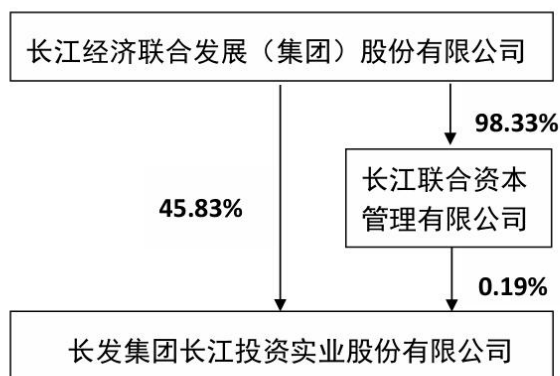 长江经济联合发展（集团）股份有限公司
98.33%
长江联合资本
管理有限公司
45.83%
0.19%
长发集团长江投资实业股份有限公司